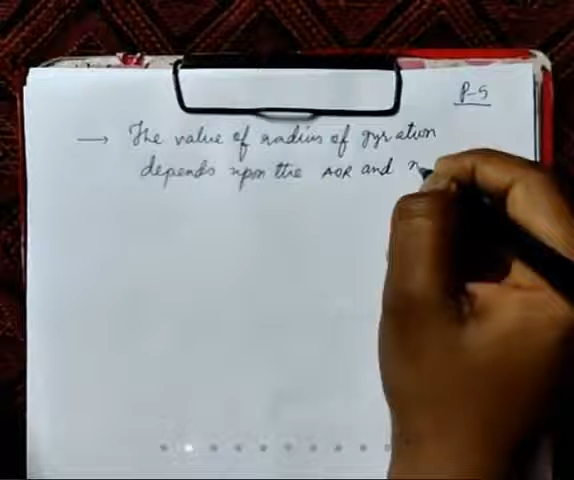 P-5
→ The value of radius of gyration
depends upon the AOR and n